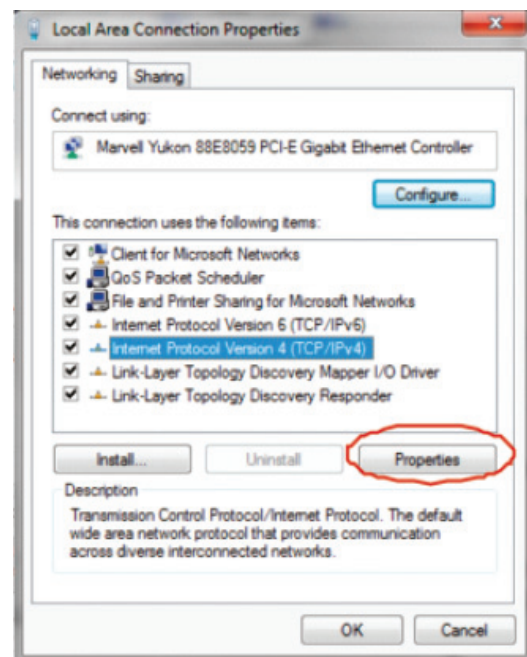 Local Area Connection Properties
Networking
Sharing
Connect using:
Marvell Yukon 88E8059 PCI-E Gigabit Ethernet Controller
Configure...
This connection uses the following items:
Client for Microsoft Networks
QoS Packet Scheduler
File and Printer Sharing for Microsoft Networks
Internet Protocol Version 6 (TCP/IPv6)
Internet Protocol Version 4 (TCP/IPv4)
Link-Layer Topology Discovery Mapper I/O Driver
Link-Layer Topology Discovery Responder
Install...
Uninstall
Properties
Description
Transmission Control Protocol/Internet Protocol. The default
wide area network protocol that provides communication
across diverse interconnected networks.
OK
Cancel